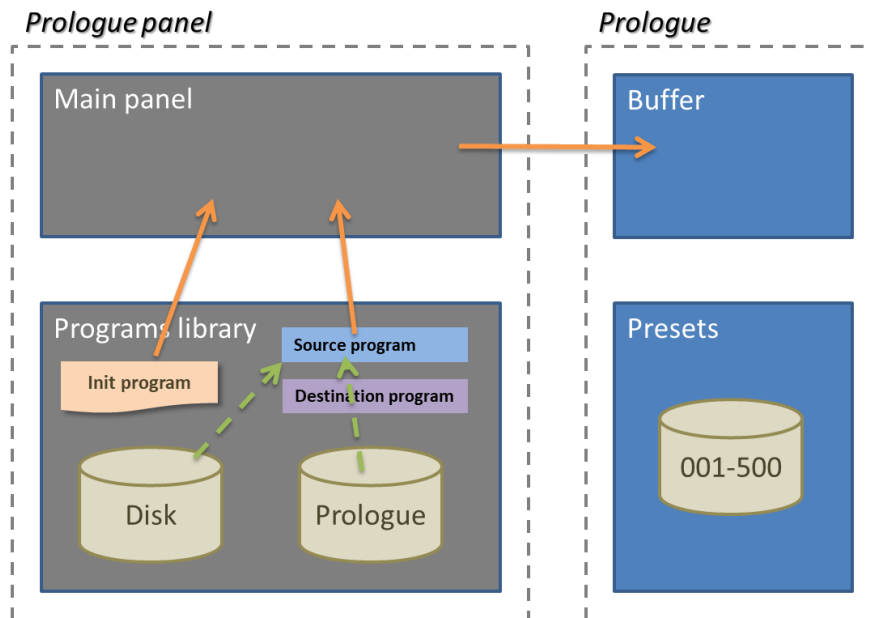 Prologue panel
Prologue
Main panel
Buffer
Programs library
Source program
Init program
Destination program
Disk
Prologue
Presets
001-500